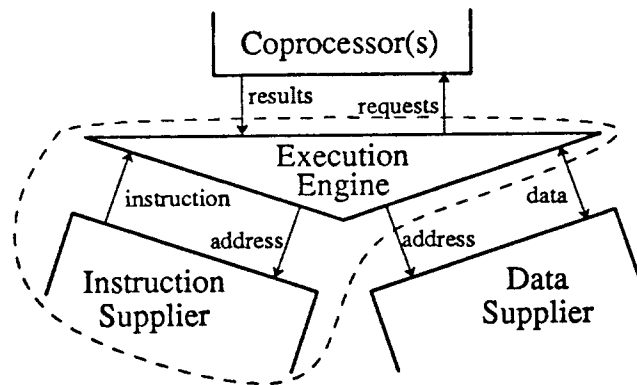 Coprocessor(s)
results
requests
Execution
Engine
instruction
data
address
address
Instruction
Supplier
Data
Supplier